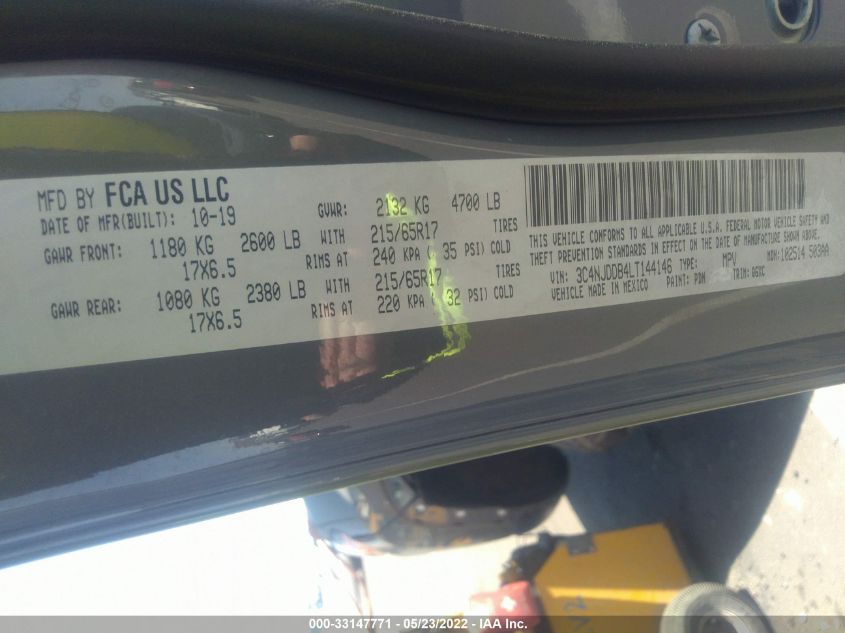 MFD BY FCA US LLC
DATE OF MFR(BUILT): 10-19 GVWR: 2132 KG 4700 LB
GAWR FRONT: 1180 KG 2600 LB WITH 215/65R17 TIRES
17X6.5 RIMS AT 240 KPA ( 35 PSI) COLD
GAWR REAR: 1080 KG 2380 LB WITH 215/65R17 TIRES
17X6.5 RIMS AT 220 KPA ( 32 PSI) COLD
THIS VEHICLE CONFORMS TO ALL APPLICABLE U.S.A. FEDERAL MOTOR VEHICLE SAFETY AND
THEFT PREVENTION STANDARDS IN EFFECT ON THE DATE OF MANUFACTURE SHOWN ABOVE.
VIN: 3C4NJDDB4LT144146 TYPE: MPV MDH:102514 503AA
VEHICLE MADE IN MEXICO PAINT: PDN TRIM: G6XC
000-33147771 - 05/23/2022 - IAA Inc.